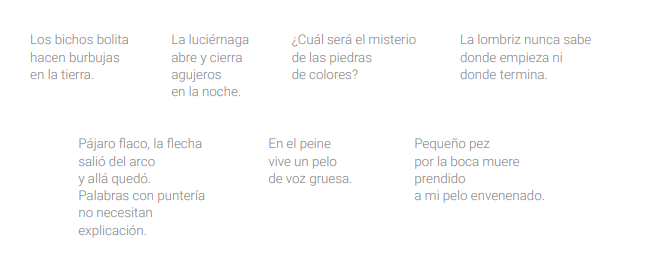 Los bichos bolita
hacen burbujas
en la tierra.
La luciérnaga
abre y cierra
agujeros
en la noche.
¿Cuál será el misterio
de las piedras
de colores?
La lombriz nunca sabe
donde empieza ni
donde termina.
Pájaro flaco, la flecha
salió del arco
y allá quedó.
Palabras con puntería
no necesitan
explicación.
En el peine
vive un pelo
de voz gruesa.
Pequeño pez
por la boca muere
prendido
a mi pelo envenenado.